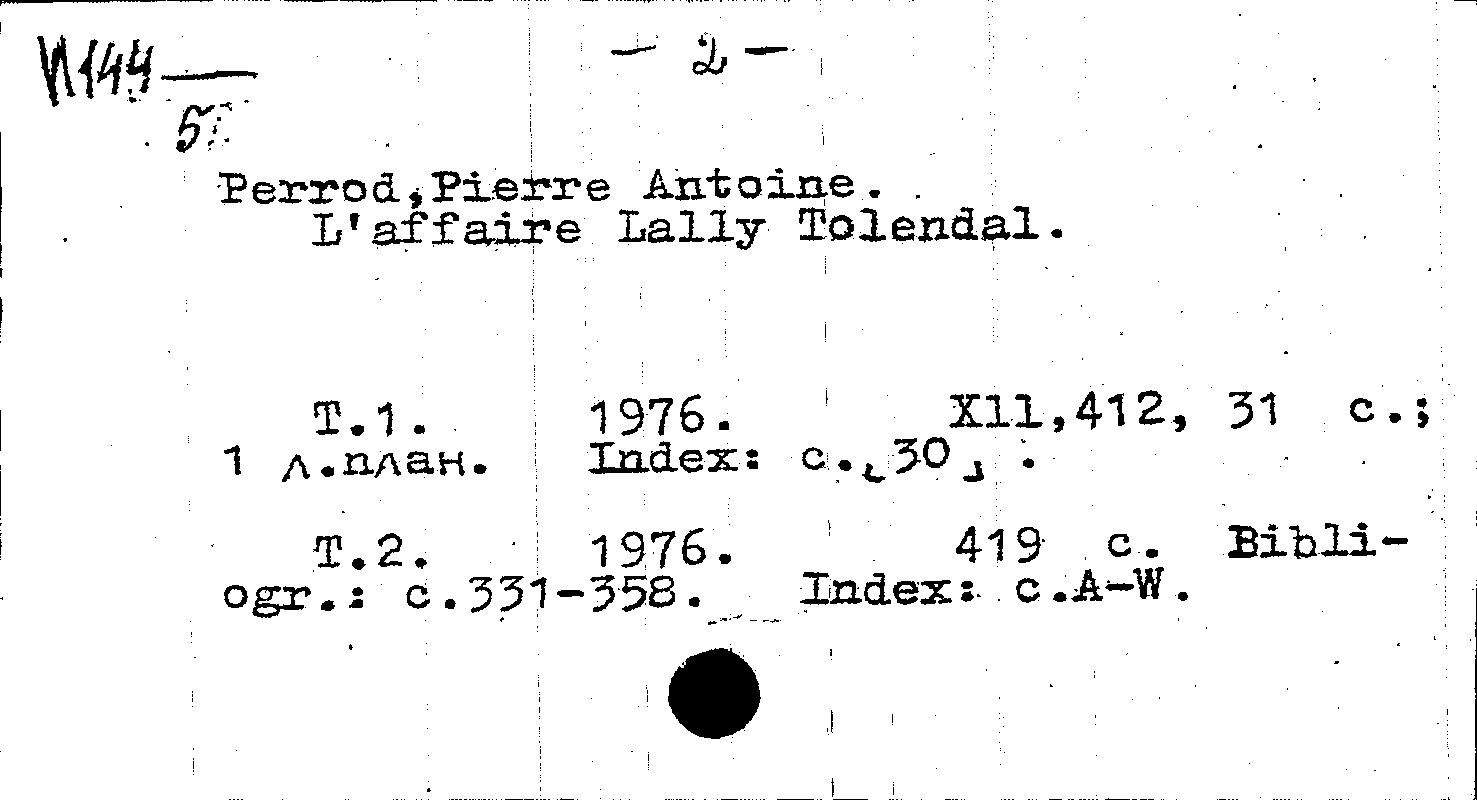 И144
— 2 —
5
Perrod,Pierre Antoine.
L'affaire Lally Tolendal.
Т.1. 1976. X11,412, 31 с.;
1 л.план. Index: с.[30] .
Т.2. 1976. 419 с. Bibli-
ogr.: с.331-358. Index: с.A-W.